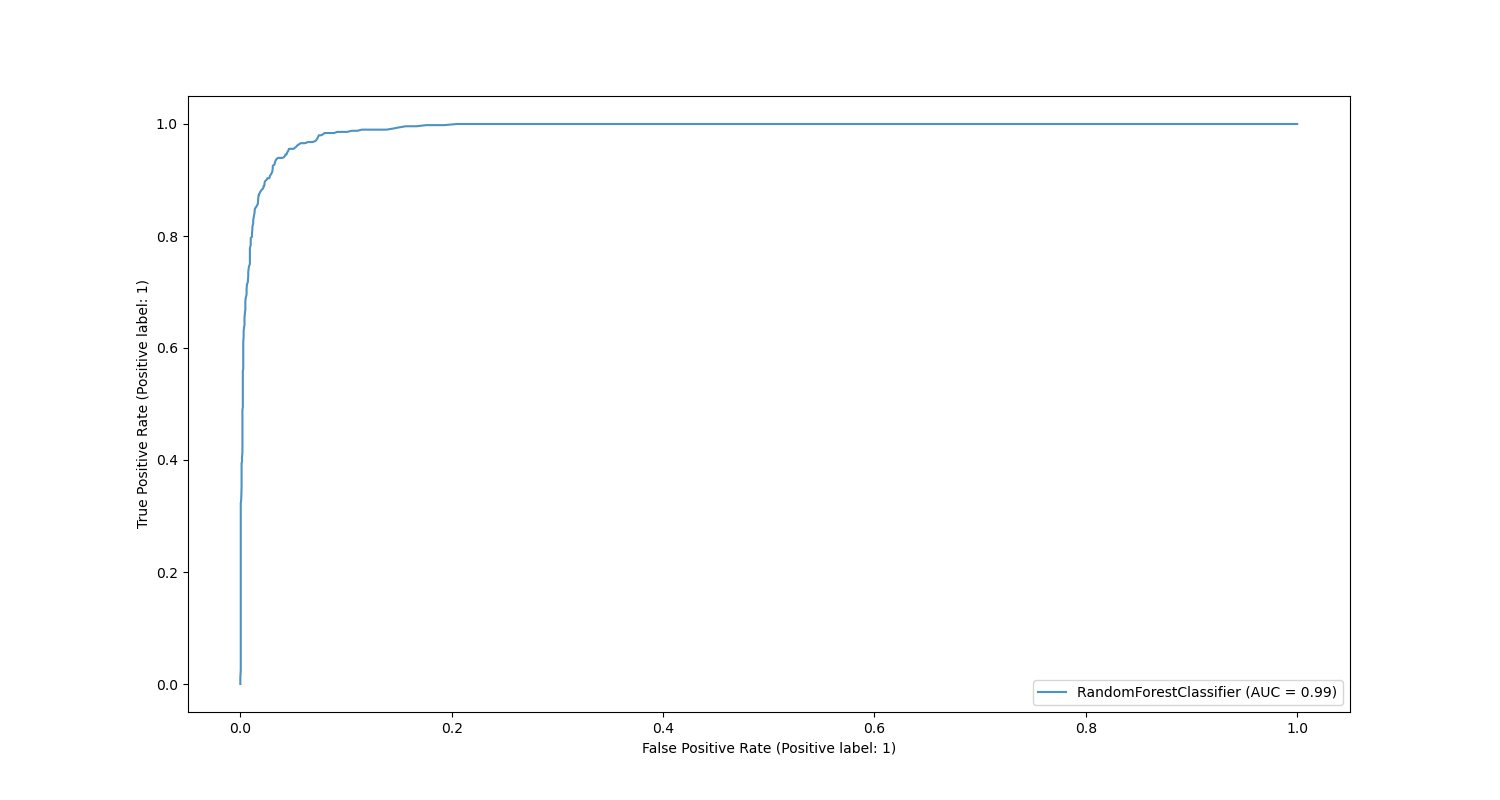 1.0
0.8
0.6
0.4
0.2
0.0
True Positive Rate (Positive label: 1)
RandomForestClassifier (AUC = 0.99)
0.0 0.2 0.4 0.6 0.8 1.0
False Positive Rate (Positive label: 1)